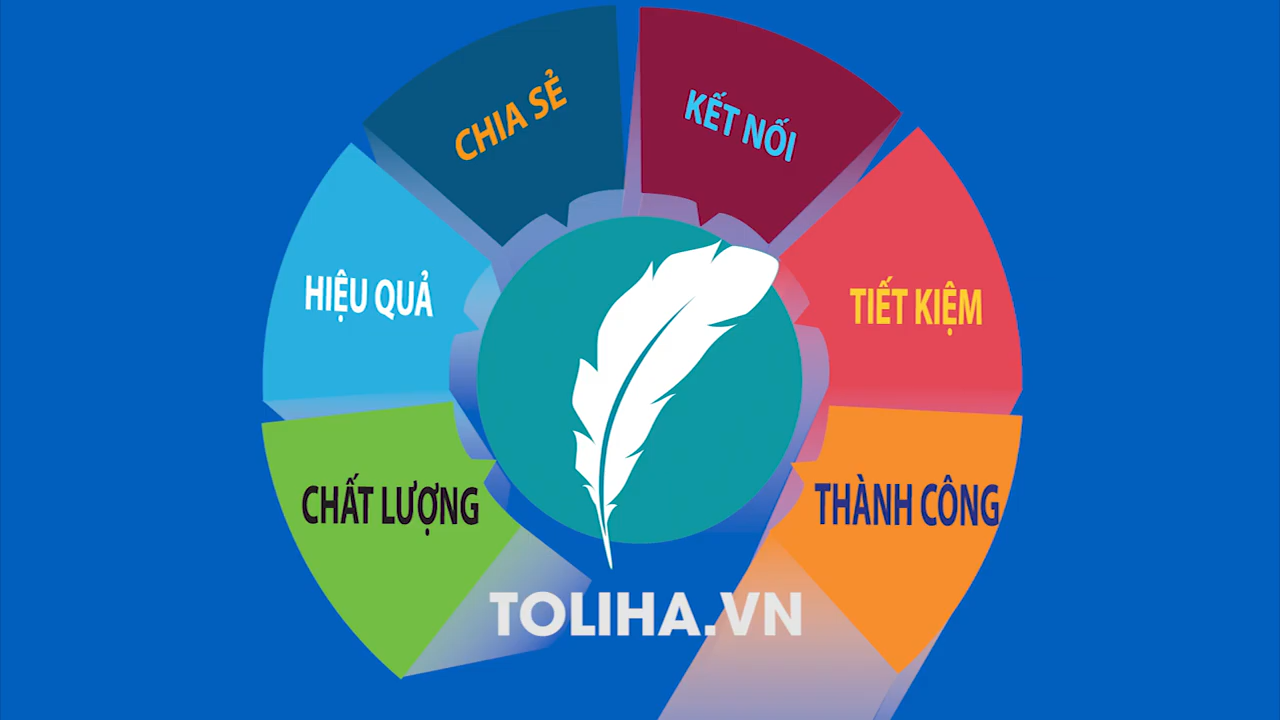 CHIA SẺ
KẾT NỐI
HIỆU QUẢ
TIẾT KIỆM
CHẤT LƯỢNG
THÀNH CÔNG
TOLIHA.VN